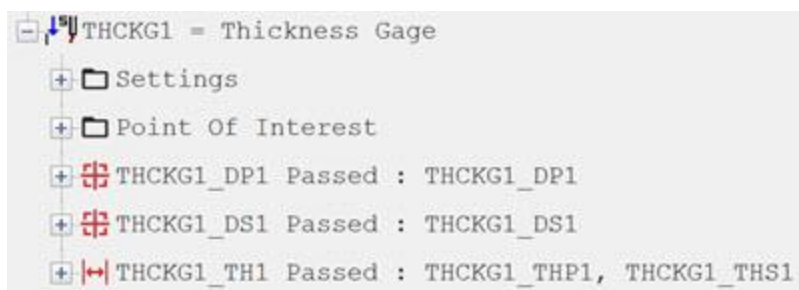 THCKG1 = Thickness Gage
Settings
Point Of Interest
THCKG1_DP1 Passed : THCKG1_DP1
THCKG1_DS1 Passed : THCKG1_DS1
THCKG1_TH1 Passed : THCKG1_THP1, THCKG1_THS1